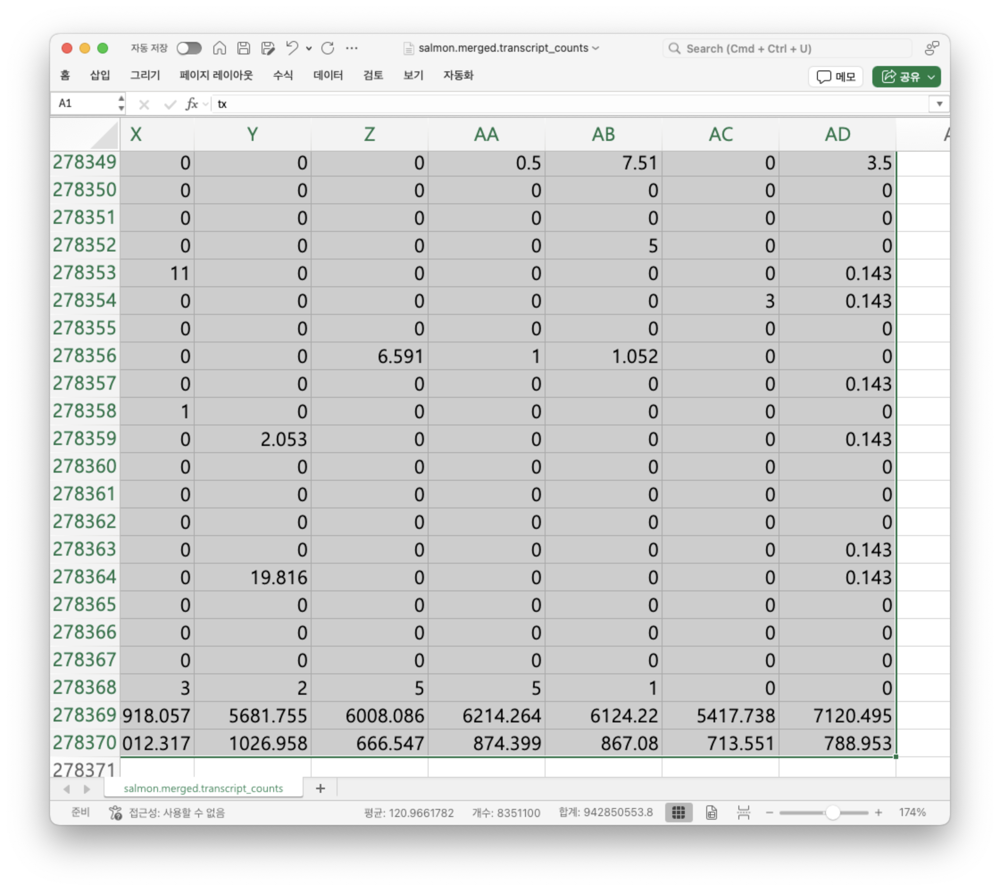 자동 저장 salmon.merged.transcript_counts Search (Cmd + Ctrl + U)
홈 삽입 그리기 페이지 레이아웃 수식 데이터 검토 보기 자동화 메모 공유
A1 fx tx
X Y Z AA AB AC AD
278349 0 0 0 0.5 7.51 0 3.5
278350 0 0 0 0 0 0 0
278351 0 0 0 0 0 0 0
278352 0 0 0 0 5 0 0
278353 11 0 0 0 0 0 0.143
278354 0 0 0 0 0 3 0.143
278355 0 0 0 0 0 0 0
278356 0 0 6.591 1 1.052 0 0
278357 0 0 0 0 0 0 0.143
278358 1 0 0 0 0 0 0
278359 0 2.053 0 0 0 0 0.143
278360 0 0 0 0 0 0 0
278361 0 0 0 0 0 0 0
278362 0 0 0 0 0 0 0
278363 0 0 0 0 0 0 0.143
278364 0 19.816 0 0 0 0 0.143
278365 0 0 0 0 0 0 0
278366 0 0 0 0 0 0 0
278367 0 0 0 0 0 0 0
278368 3 2 5 5 1 0 0
278369 918.057 5681.755 6008.086 6214.264 6124.22 5417.738 7120.495
278370 012.317 1026.958 666.547 874.399 867.08 713.551 788.953
278371
salmon.merged.transcript_counts +
준비 접근성: 사용할 수 없음 평균: 120.9661782 개수: 8351100 합계: 942850553.8 174%